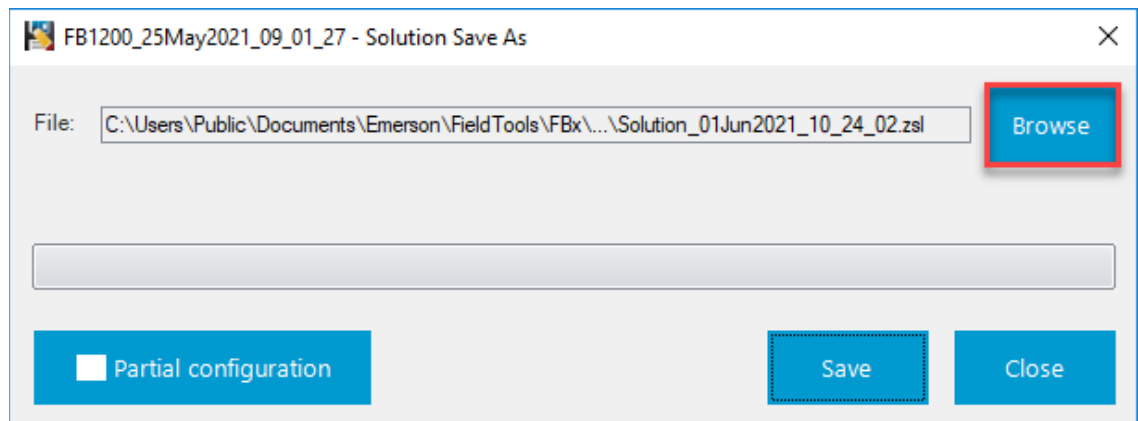 FB1200_25May2021_09_01_27 - Solution Save As
File: C:\Users\Public\Documents\Emerson\FieldTools\FBx\...\Solution_01Jun2021_10_24_02.zsl Browse
Partial configuration Save Close